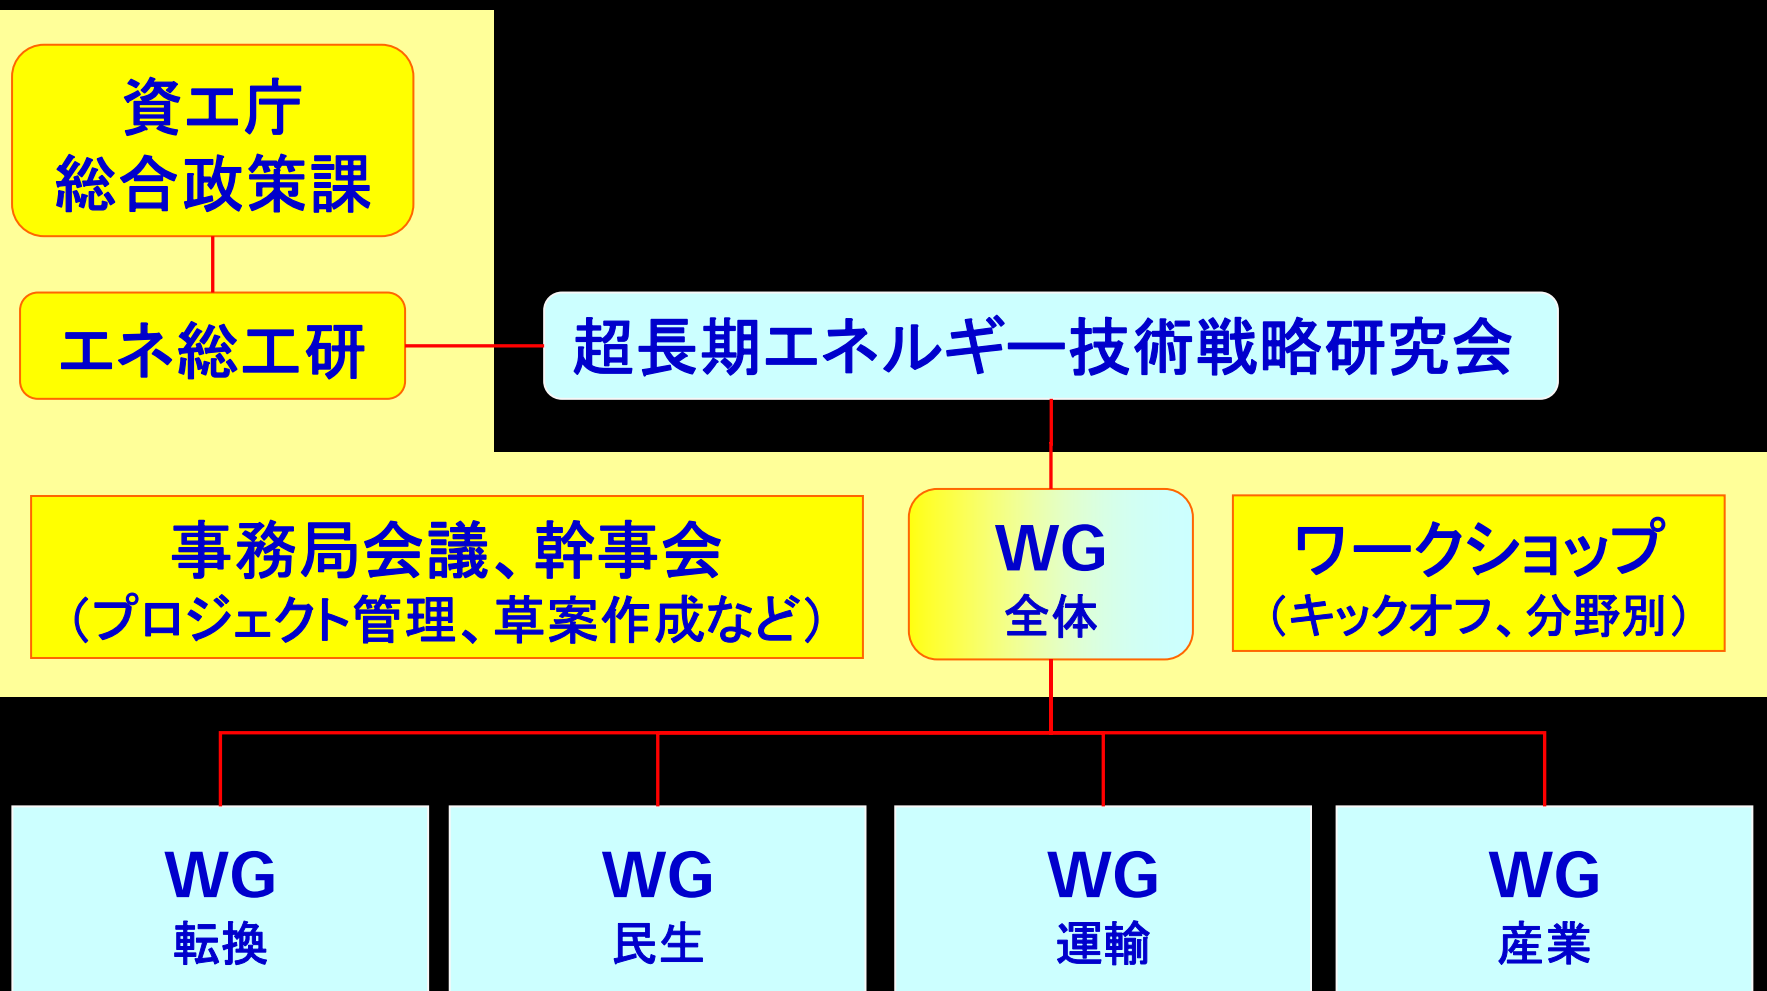 資エ庁
総合政策課
エネ総工研
超長期エネルギー技術戦略研究会
事務局会議、幹事会
（プロジェクト管理、草案作成など）
WG
全体
ワークショップ
（キックオフ、分野別）
WG
転換
WG
民生
WG
運輸
WG
産業